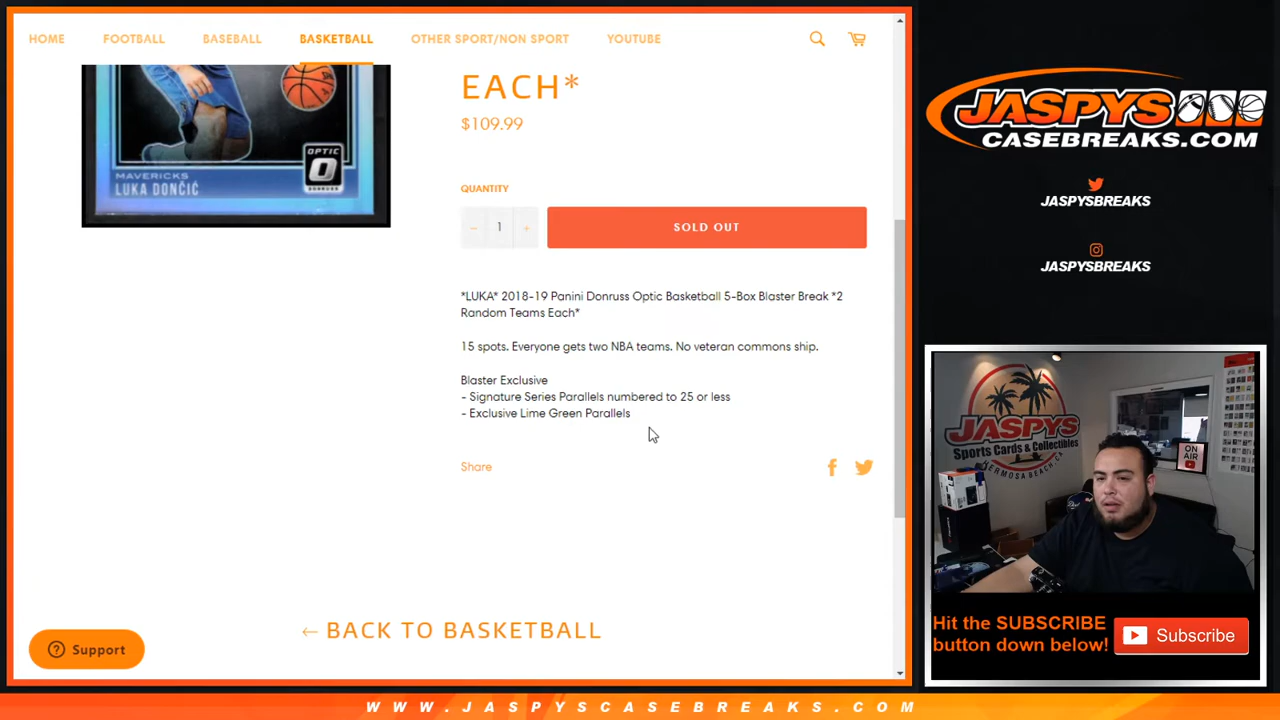 HOME FOOTBALL BASEBALL BASKETBALL OTHER SPORT/NON SPORT YOUTUBE
EACH*
$109.99
QUANTITY
− 1 + SOLD OUT
OPTIC
DONRUSS
MAVERICKS
LUKA DONČIĆ
*LUKA* 2018-19 Panini Donruss Optic Basketball 5-Box Blaster Break *2
Random Teams Each*
15 spots. Everyone gets two NBA teams. No veteran commons ship.
Blaster Exclusive
- Signature Series Parallels numbered to 25 or less
- Exclusive Lime Green Parallels
Share
← BACK TO BASKETBALL
Support
JASPYS
CASEBREAKS.COM
JASPYSBREAKS
JASPYSBREAKS
JASPYS
Sports Cards & Collectibles
HERMOSA BEACH, CA
ON
AIR
Hit the SUBSCRIBE
button down below!
Subscribe
WWW.JASPYSCASEBREAKS.COM